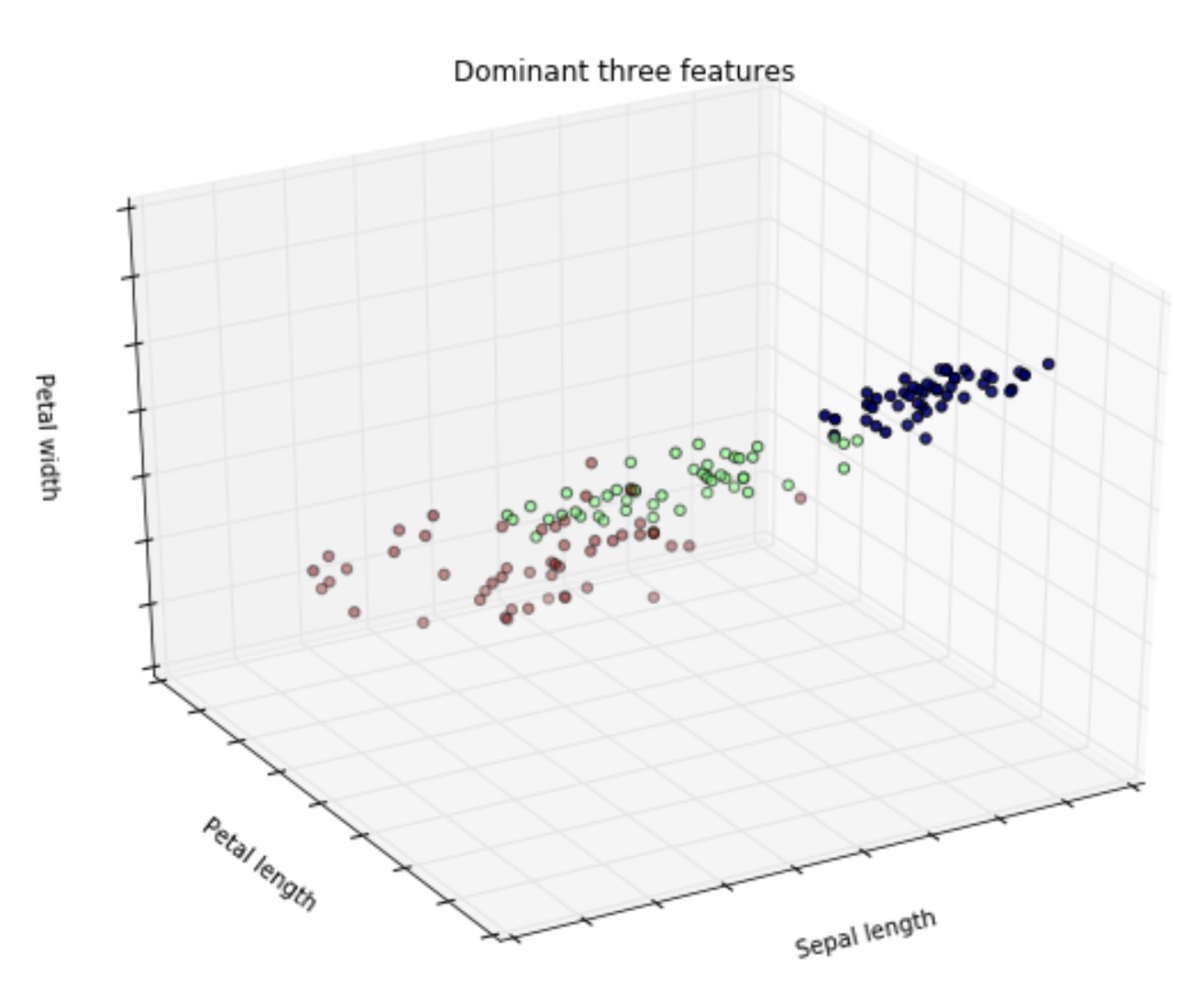 Dominant three features
Petal width
Petal length
Sepal length